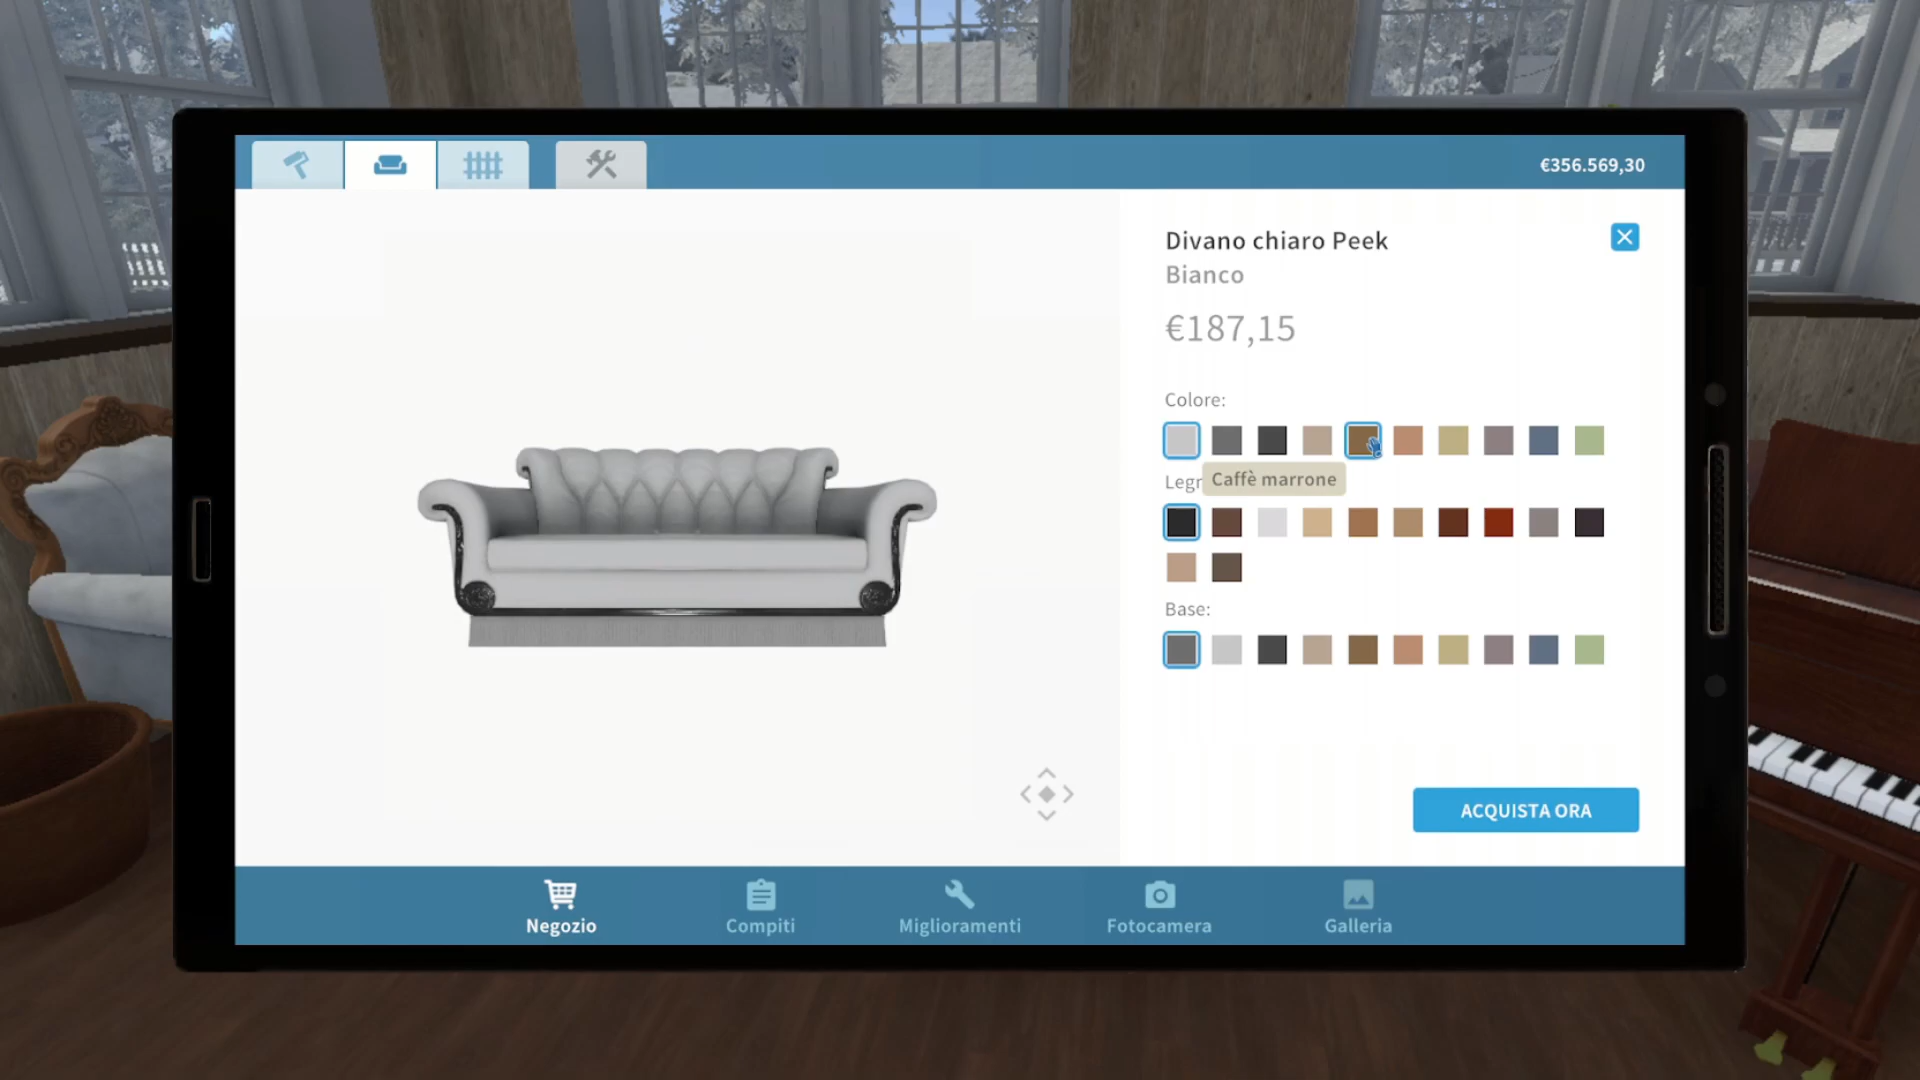 €356.569,30
Divano chiaro Peek
Bianco
€187,15
Colore:
Caffè marrone
Base:
ACQUISTA ORA
Negozio
Compiti
Miglioramenti
Fotocamera
Galleria